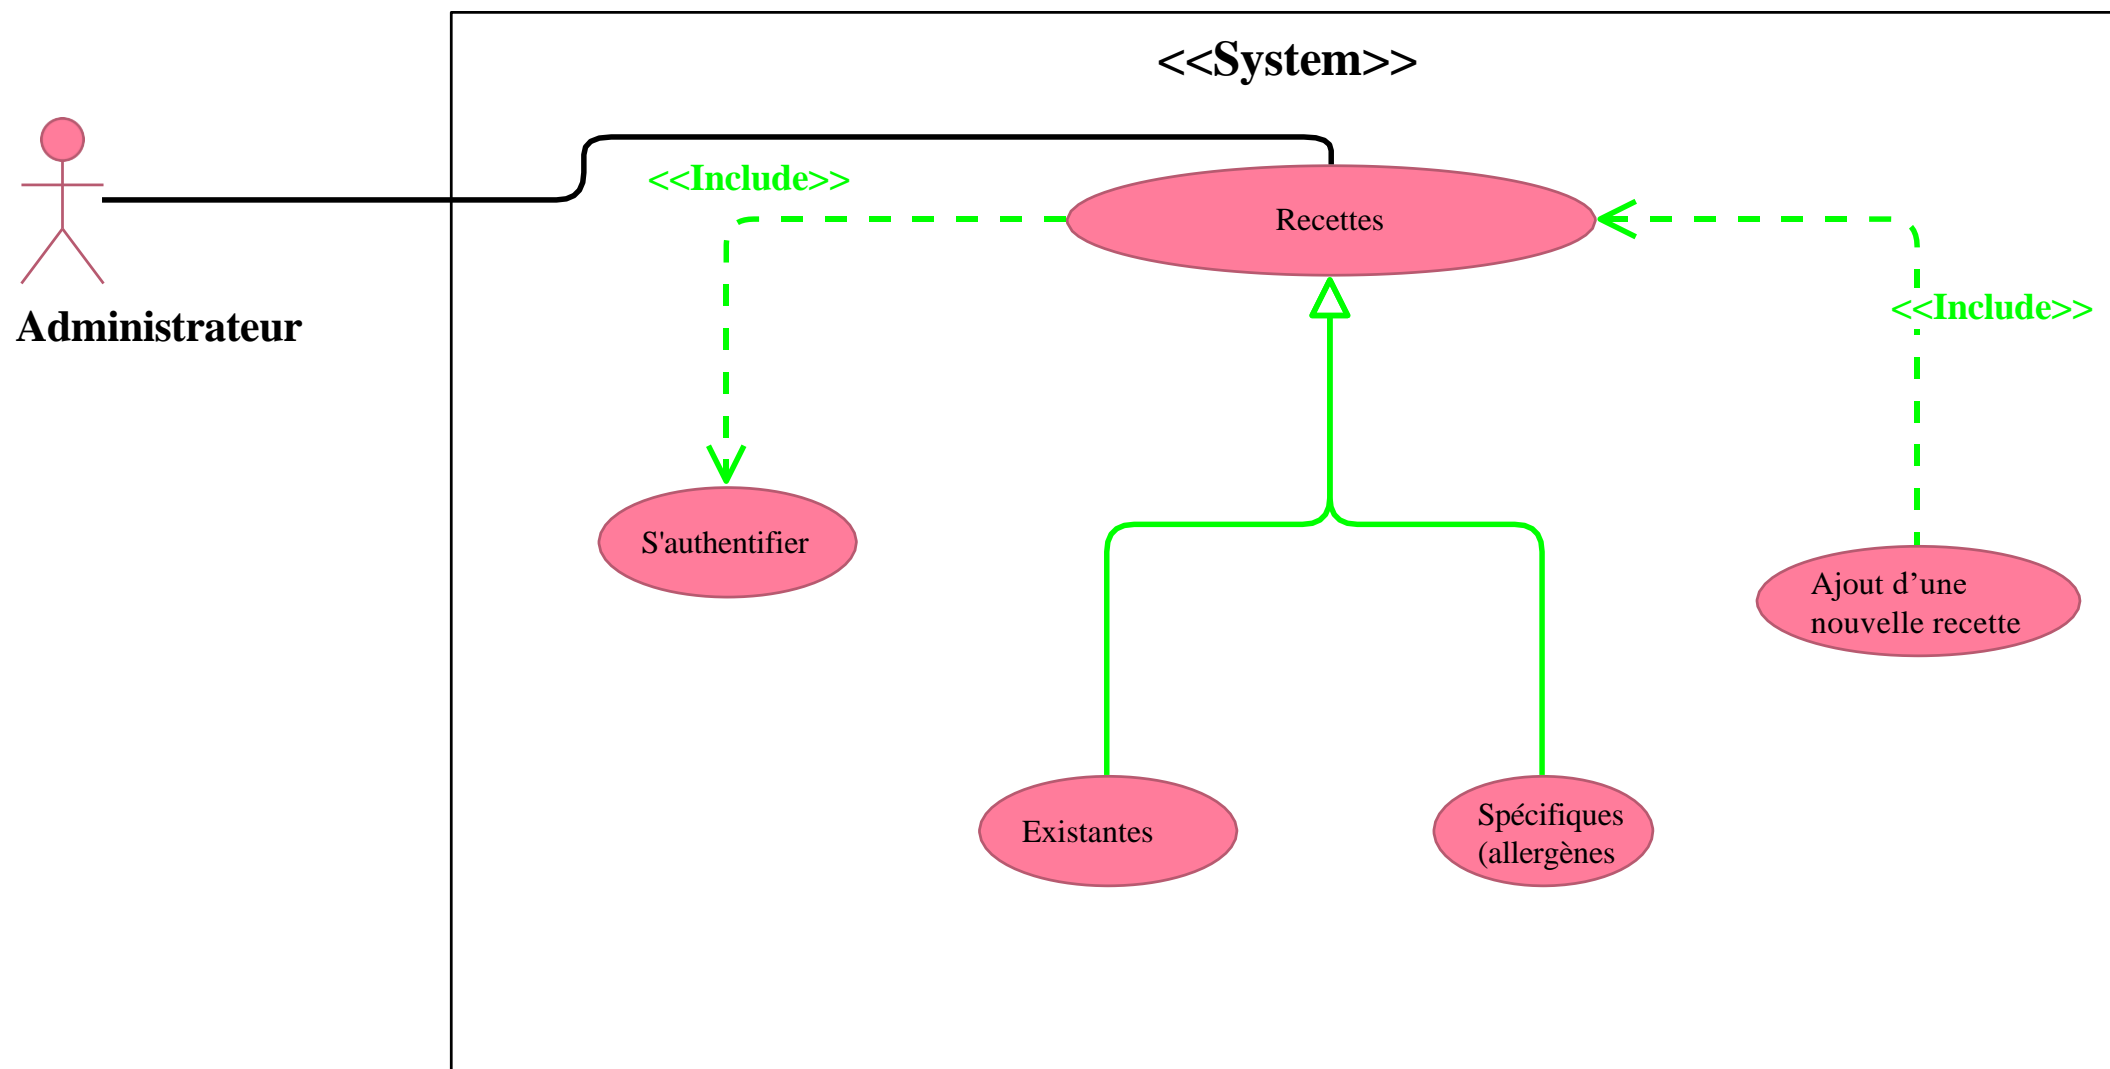 <<System>>
<<Include>>
Recettes
<<Include>>
Administrateur
S'authentifier
Ajout d’une
nouvelle recette
Existantes
Spécifiques
(allergènes